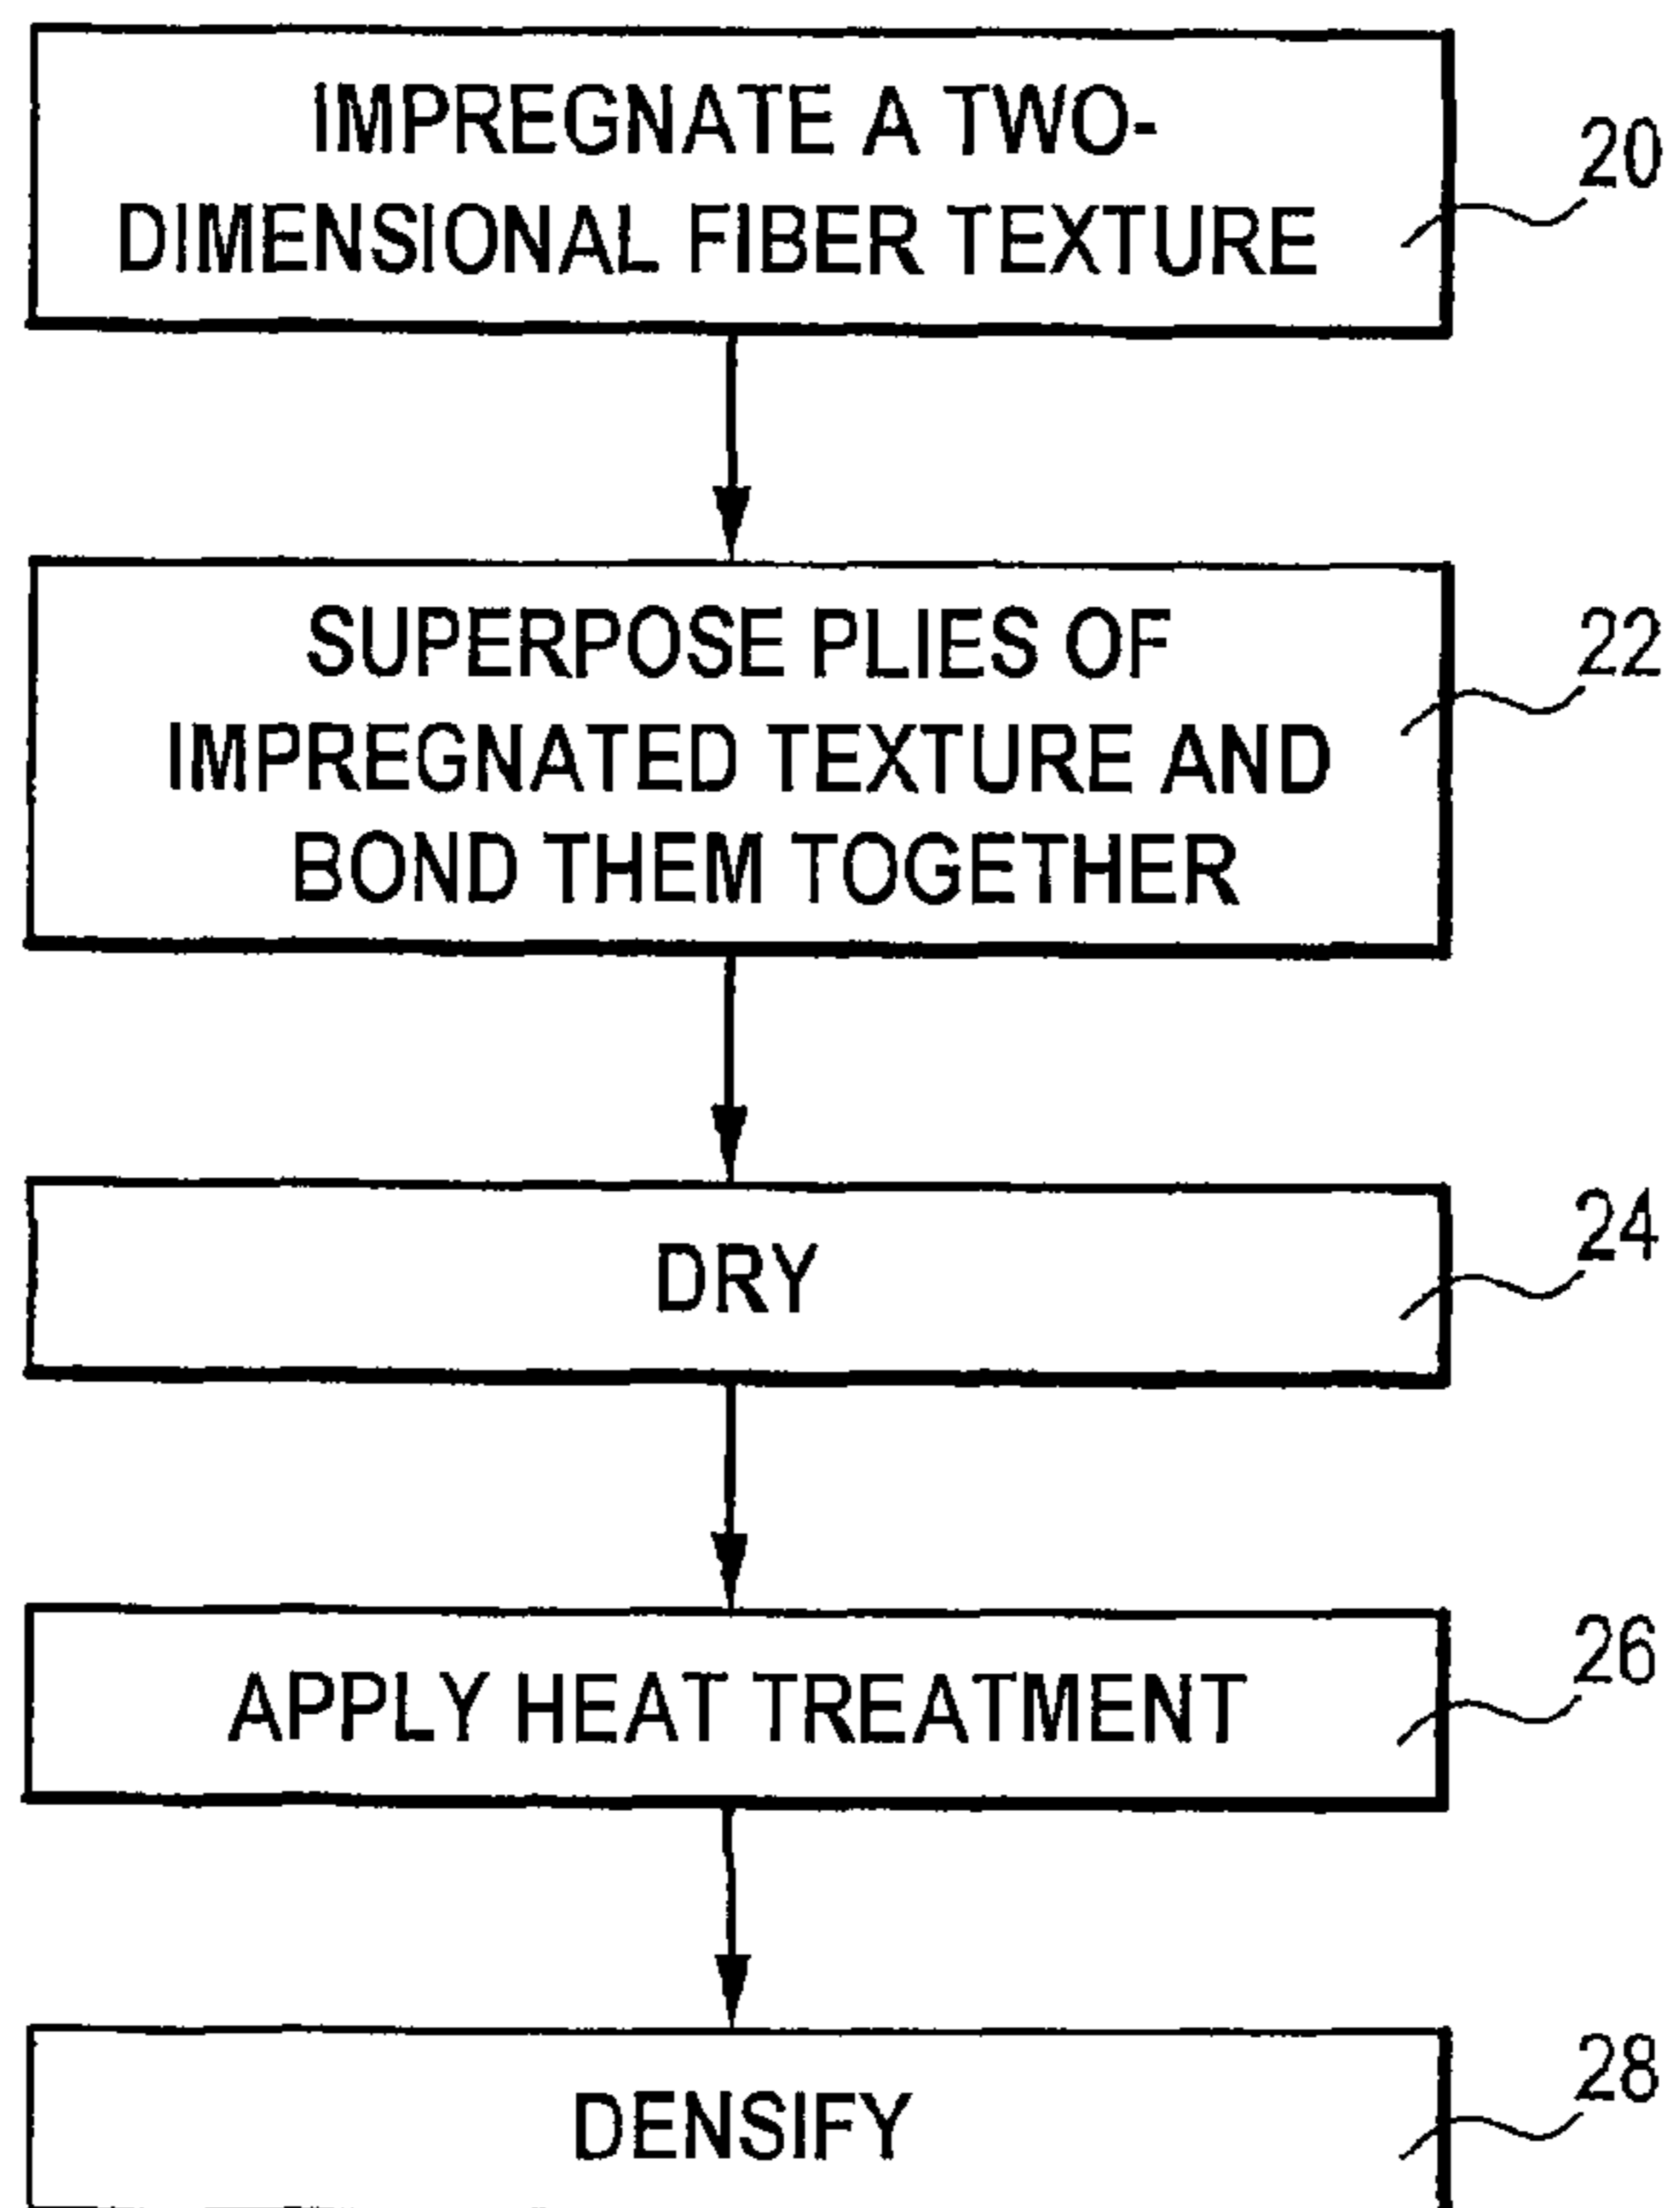 IMPREGNATE A TWO-
DIMENSIONAL FIBER TEXTURE
20
SUPERPOSE PLIES OF
IMPREGNATED TEXTURE AND
BOND THEM TOGETHER
22
DRY
24
APPLY HEAT TREATMENT
26
DENSIFY
28